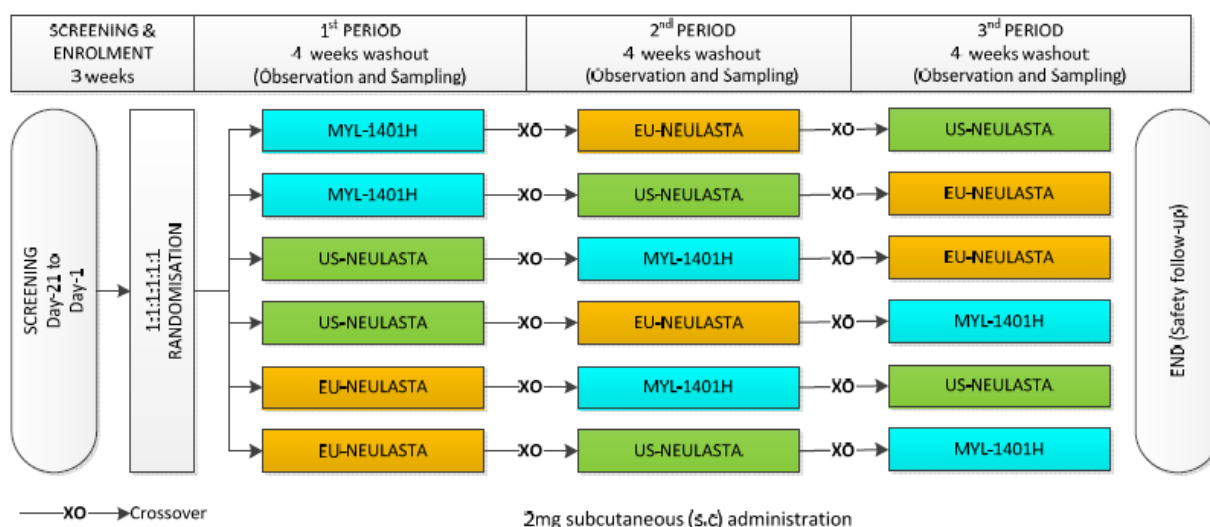 SCREENING &
ENROLMENT
3 weeks
1st PERIOD
4 weeks washout
(Observation and Sampling)
2nd PERIOD
4 weeks washout
(Observation and Sampling)
3nd PERIOD
4 weeks washout
(Observation and Sampling)
SCREENING
Day-21 to
Day-1
1:1:1:1:1:1
RANDOMISATION
MYL-1401H XO EU-NEULASTA XO US-NEULASTA
MYL-1401H XO US-NEULASTA XO EU-NEULASTA
US-NEULASTA XO MYL-1401H XO EU-NEULASTA
US-NEULASTA XO EU-NEULASTA XO MYL-1401H
EU-NEULASTA XO MYL-1401H XO US-NEULASTA
EU-NEULASTA XO US-NEULASTA XO MYL-1401H
END (Safety follow-up)
XO Crossover
2mg subcutaneous (s.c) administration